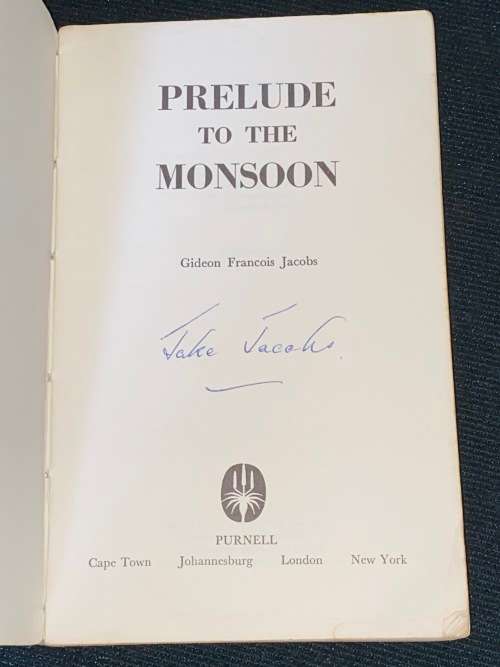 PRELUDE
TO THE
MONSOON
Gideon Francois Jacobs
Jake Jacobs.
PURNELL
Cape Town Johannesburg London New York